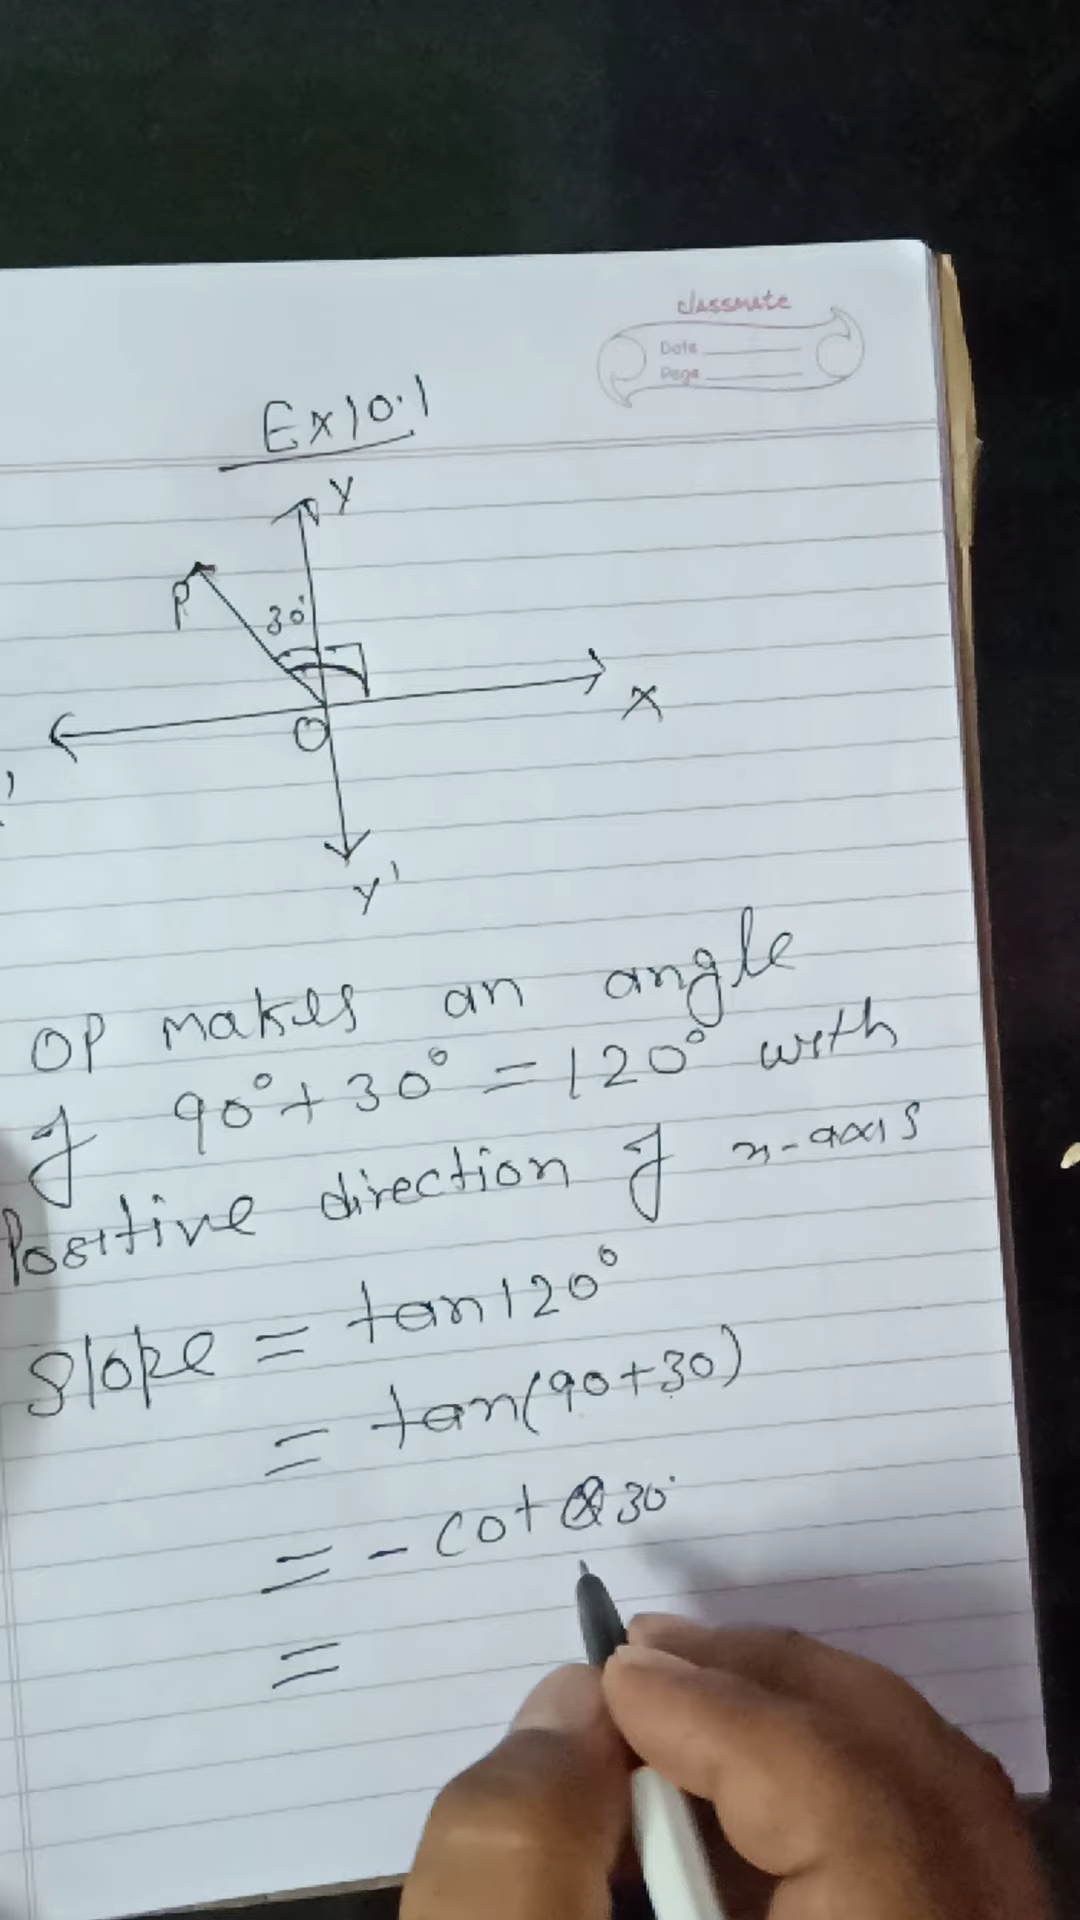 classmate
Date
Page
Ex 10.1
Y
P
30°
X
O
Y'
OP makes an angle
of 90° + 30° = 120° with
Positive direction of x-axis
Slope = tan 120°
= tan(90+30)
= - cot 30°
=